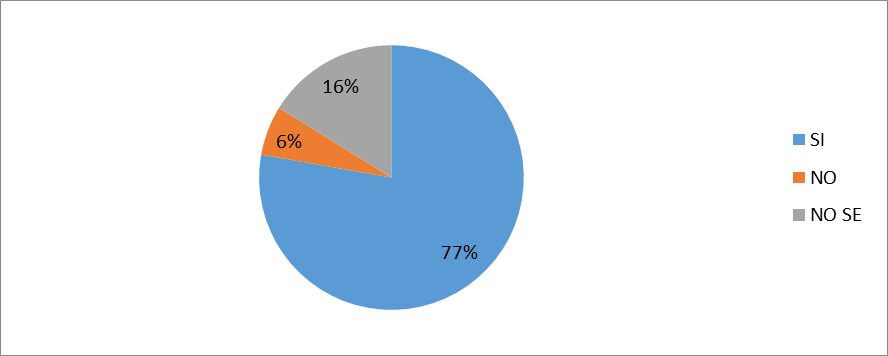 16%
6%
77%
SI
NO
NO SE